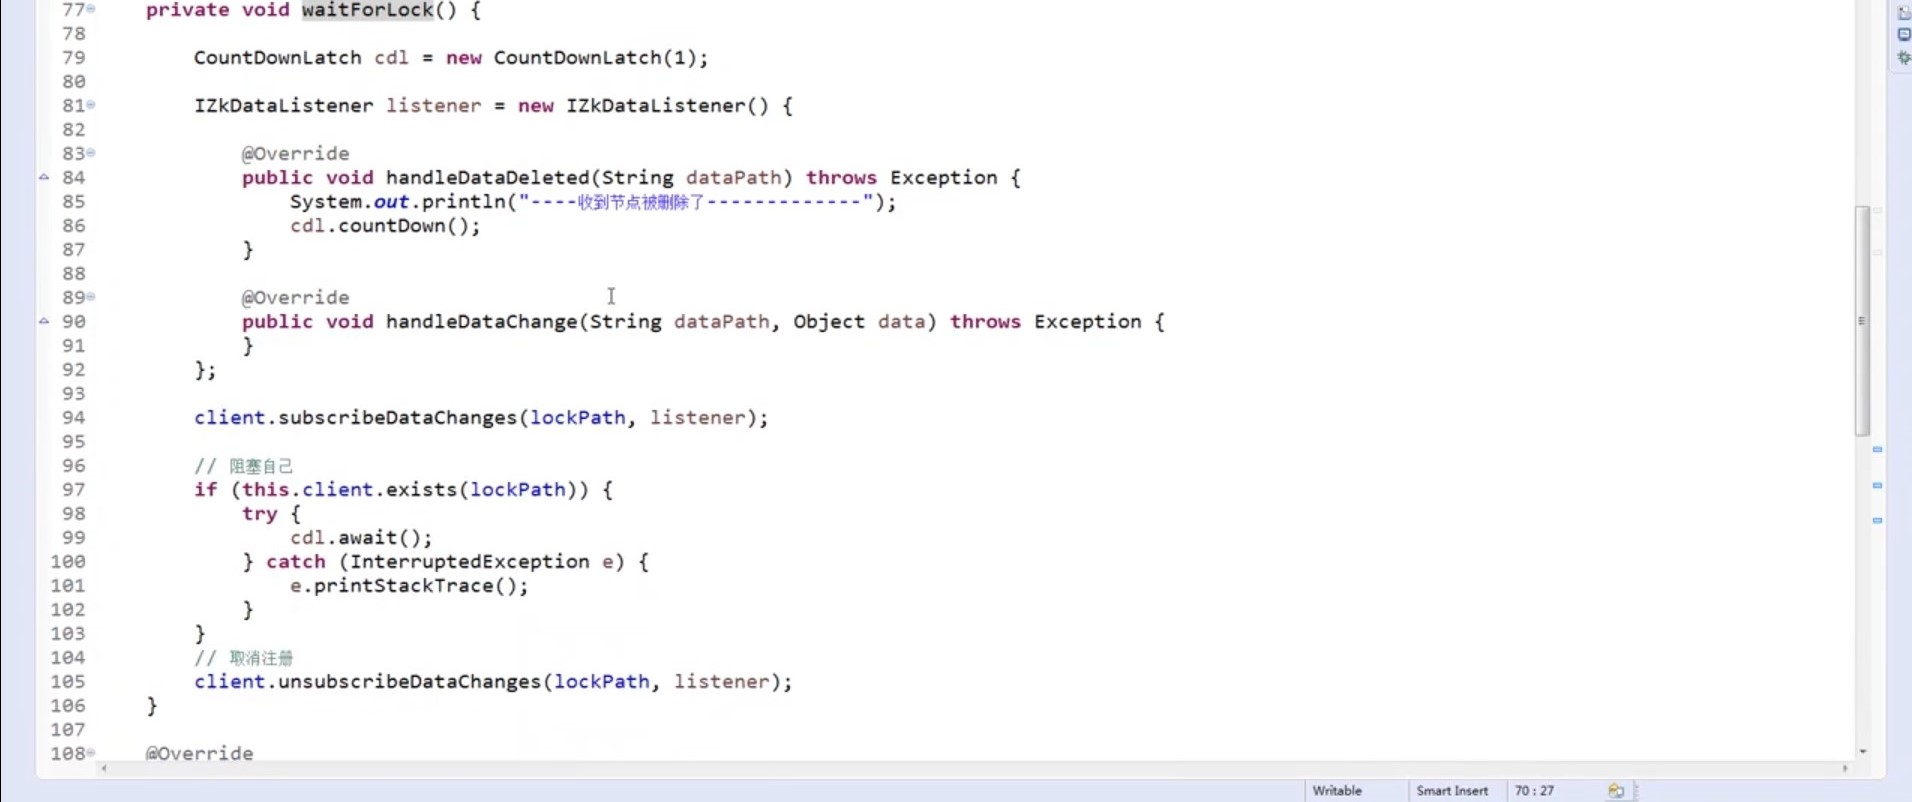 77 private void waitForLock() {
78
79 CountDownLatch cdl = new CountDownLatch(1);
80
81 IZkDataListener listener = new IZkDataListener() {
82
83 @Override
84 public void handleDataDeleted(String dataPath) throws Exception {
85 System.out.println("----收到节点被删除了-------------");
86 cdl.countDown();
87 }
88
89 @Override
90 public void handleDataChange(String dataPath, Object data) throws Exception {
91 }
92 };
93
94 client.subscribeDataChanges(lockPath, listener);
95
96 // 阻塞自己
97 if (this.client.exists(lockPath)) {
98 try {
99 cdl.await();
100 } catch (InterruptedException e) {
101 e.printStackTrace();
102 }
103 }
104 // 取消注册
105 client.unsubscribeDataChanges(lockPath, listener);
106 }
107
108 @Override
Writable Smart Insert 70 : 27